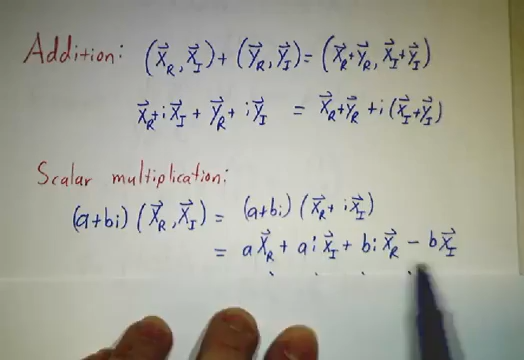 Addition: (x⃗_R, x⃗_I) + (y⃗_R, y⃗_I) = (x⃗_R+y⃗_R, x⃗_I+y⃗_I)
x⃗_R+i x⃗_I + y⃗_R + i y⃗_I = x⃗_R+y⃗_R + i(x⃗_I+y⃗_I)
Scalar multiplication:
(a+bi)(x⃗_R, x⃗_I) = (a+bi)(x⃗_R + i x⃗_I)
= a x⃗_R + a i x⃗_I + b i x⃗_R − b x⃗_I